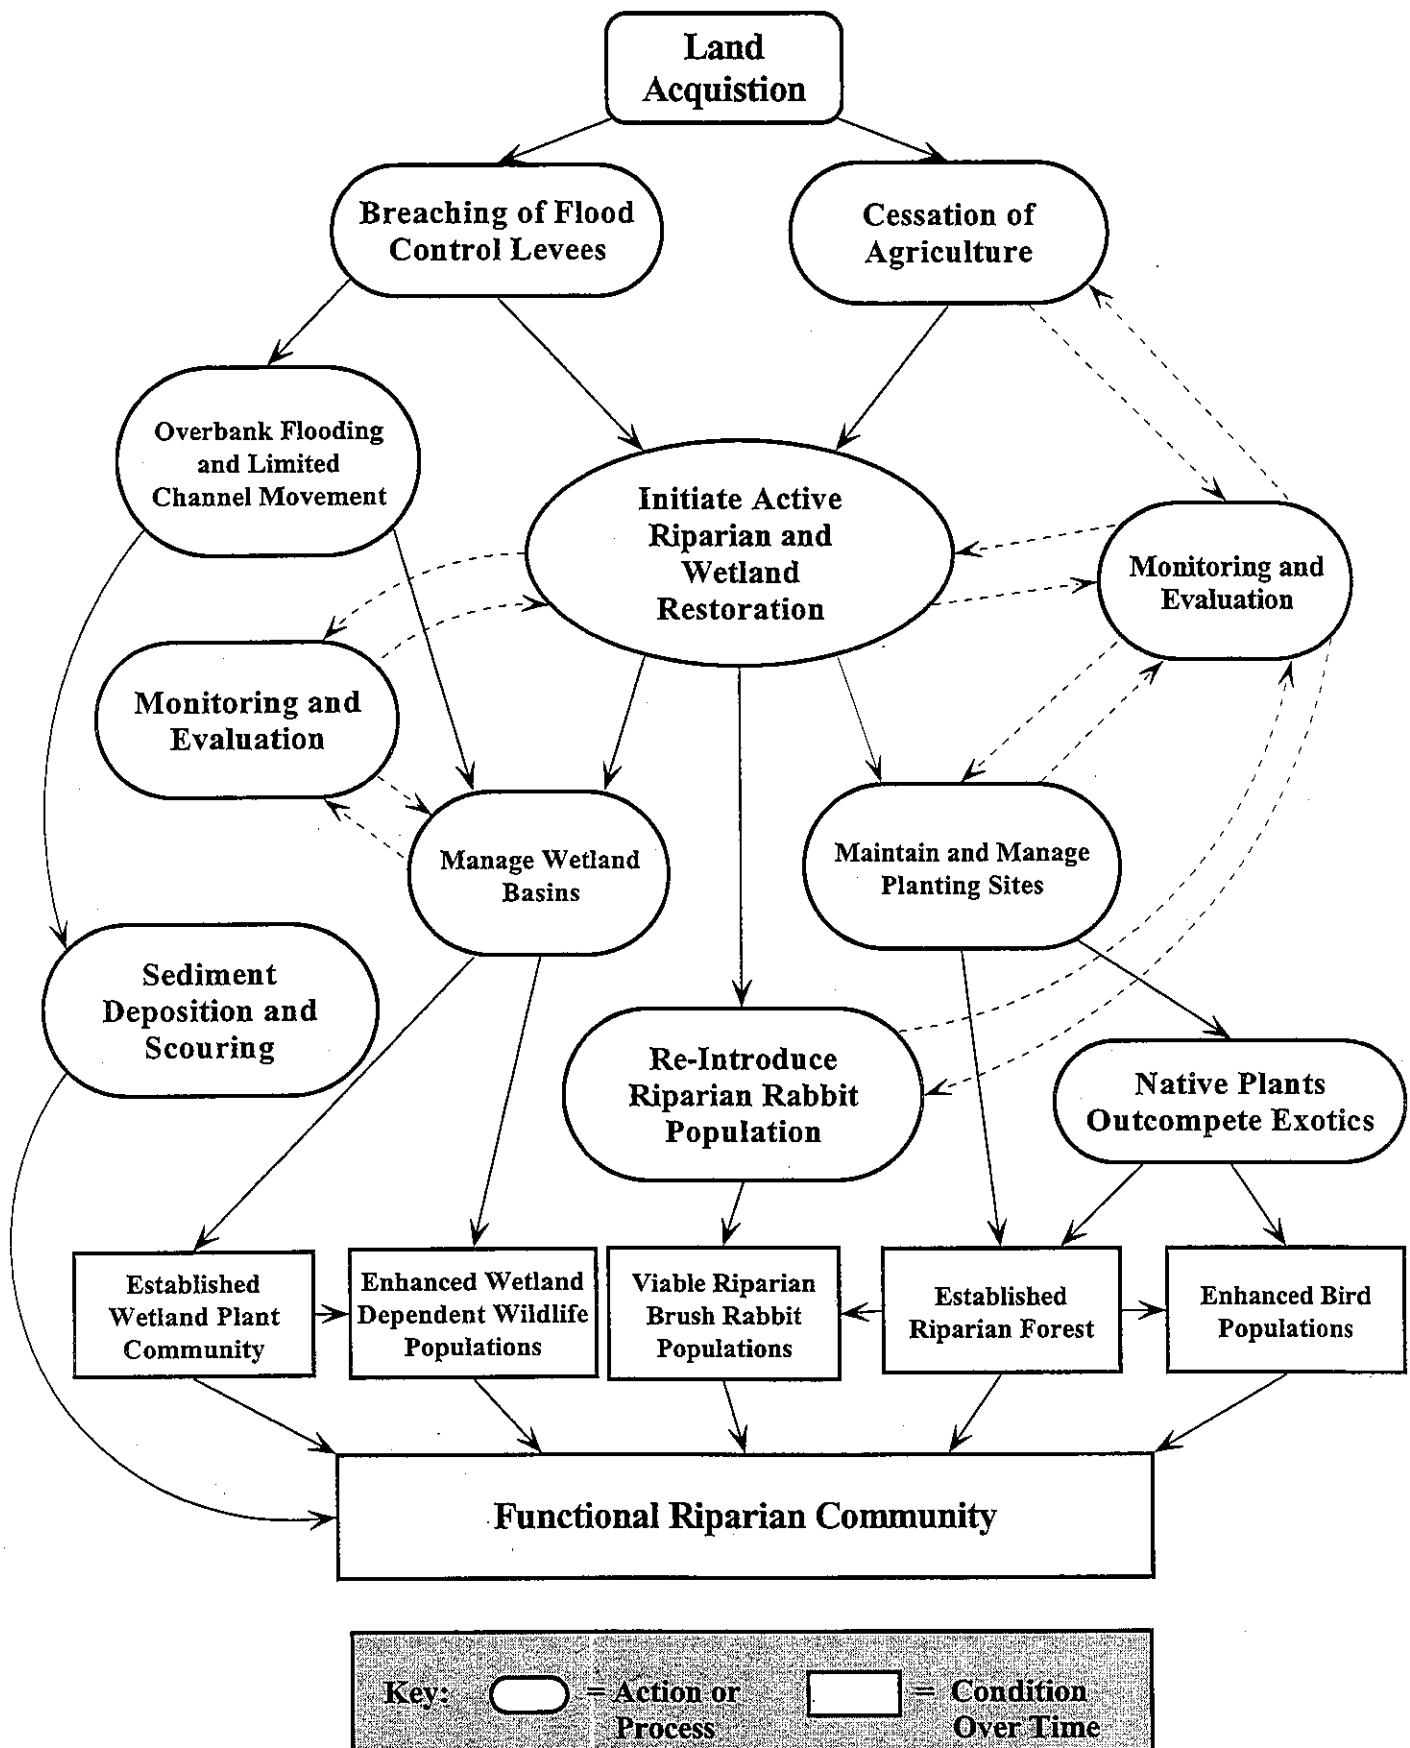 Land
Acquistion
Breaching of Flood
Control Levees
Cessation of
Agriculture
Overbank Flooding
and Limited
Channel Movement
Initiate Active
Riparian and
Wetland
Restoration
Monitoring and
Evaluation
Monitoring and
Evaluation
Manage Wetland
Basins
Maintain and Manage
Planting Sites
Sediment
Deposition and
Scouring
Re-Introduce
Riparian Rabbit
Population
Native Plants
Outcompete Exotics
Established
Wetland Plant
Community
Enhanced Wetland
Dependent Wildlife
Populations
Viable Riparian
Brush Rabbit
Populations
Established
Riparian Forest
Enhanced Bird
Populations
Functional Riparian Community
Key: = Action or
Process
= Condition
Over Time